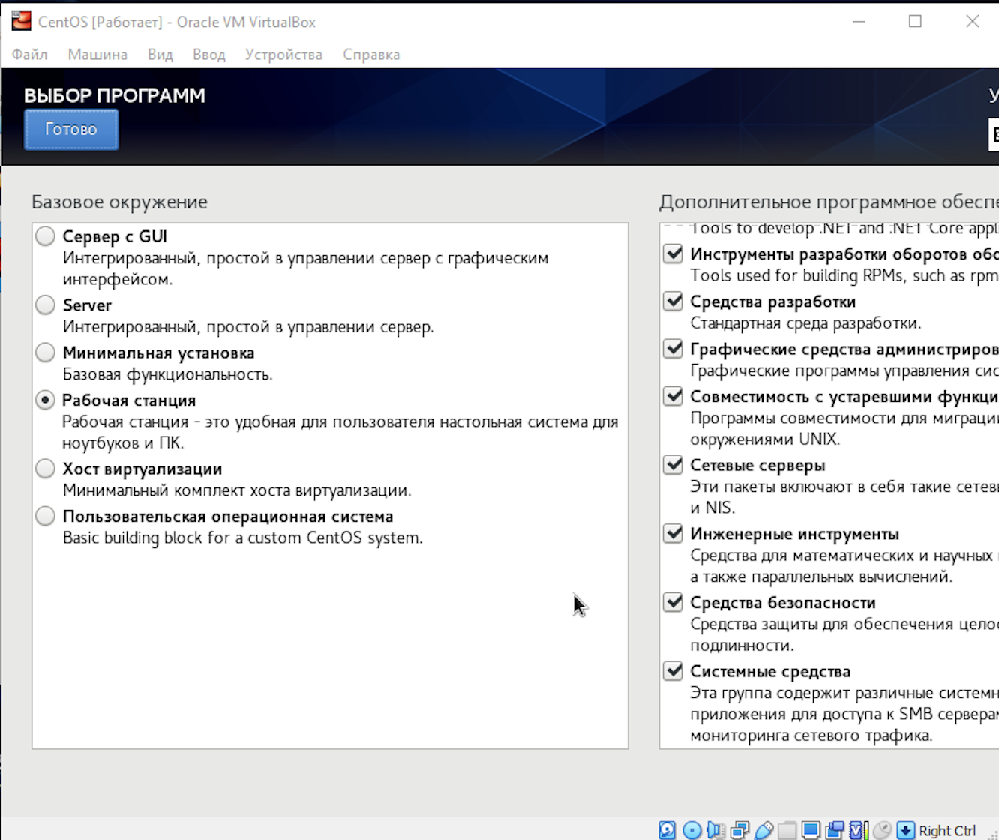 CentOS [Работает] - Oracle VM VirtualBox
Файл Машина Вид Ввод Устройства Справка
ВЫБОР ПРОГРАММ
Готово
Базовое окружение
Сервер с GUI
Интегрированный, простой в управлении сервер с графическим
интерфейсом.
Server
Интегрированный, простой в управлении сервер.
Минимальная установка
Базовая функциональность.
Рабочая станция
Рабочая станция - это удобная для пользователя настольная система для
ноутбуков и ПК.
Хост виртуализации
Минимальный комплект хоста виртуализации.
Пользовательская операционная система
Basic building block for a custom CentOS system.
Дополнительное программное обеспе
Tools to develop .NET and .NET Core appl
Инструменты разработки оборотов обо
Tools used for building RPMs, such as rpm
Средства разработки
Стандартная среда разработки.
Графические средства администриров
Графические программы управления сис
Совместимость с устаревшими функци
Программы совместимости для миграции
окружениями UNIX.
Сетевые серверы
Эти пакеты включают в себя такие сетев
и NIS.
Инженерные инструменты
Средства для математических и научных
а также параллельных вычислений.
Средства безопасности
Средства защиты для обеспечения цело
подлинности.
Системные средства
Эта группа содержит различные системн
приложения для доступа к SMB сервера
мониторинга сетевого трафика.
Right Ctrl